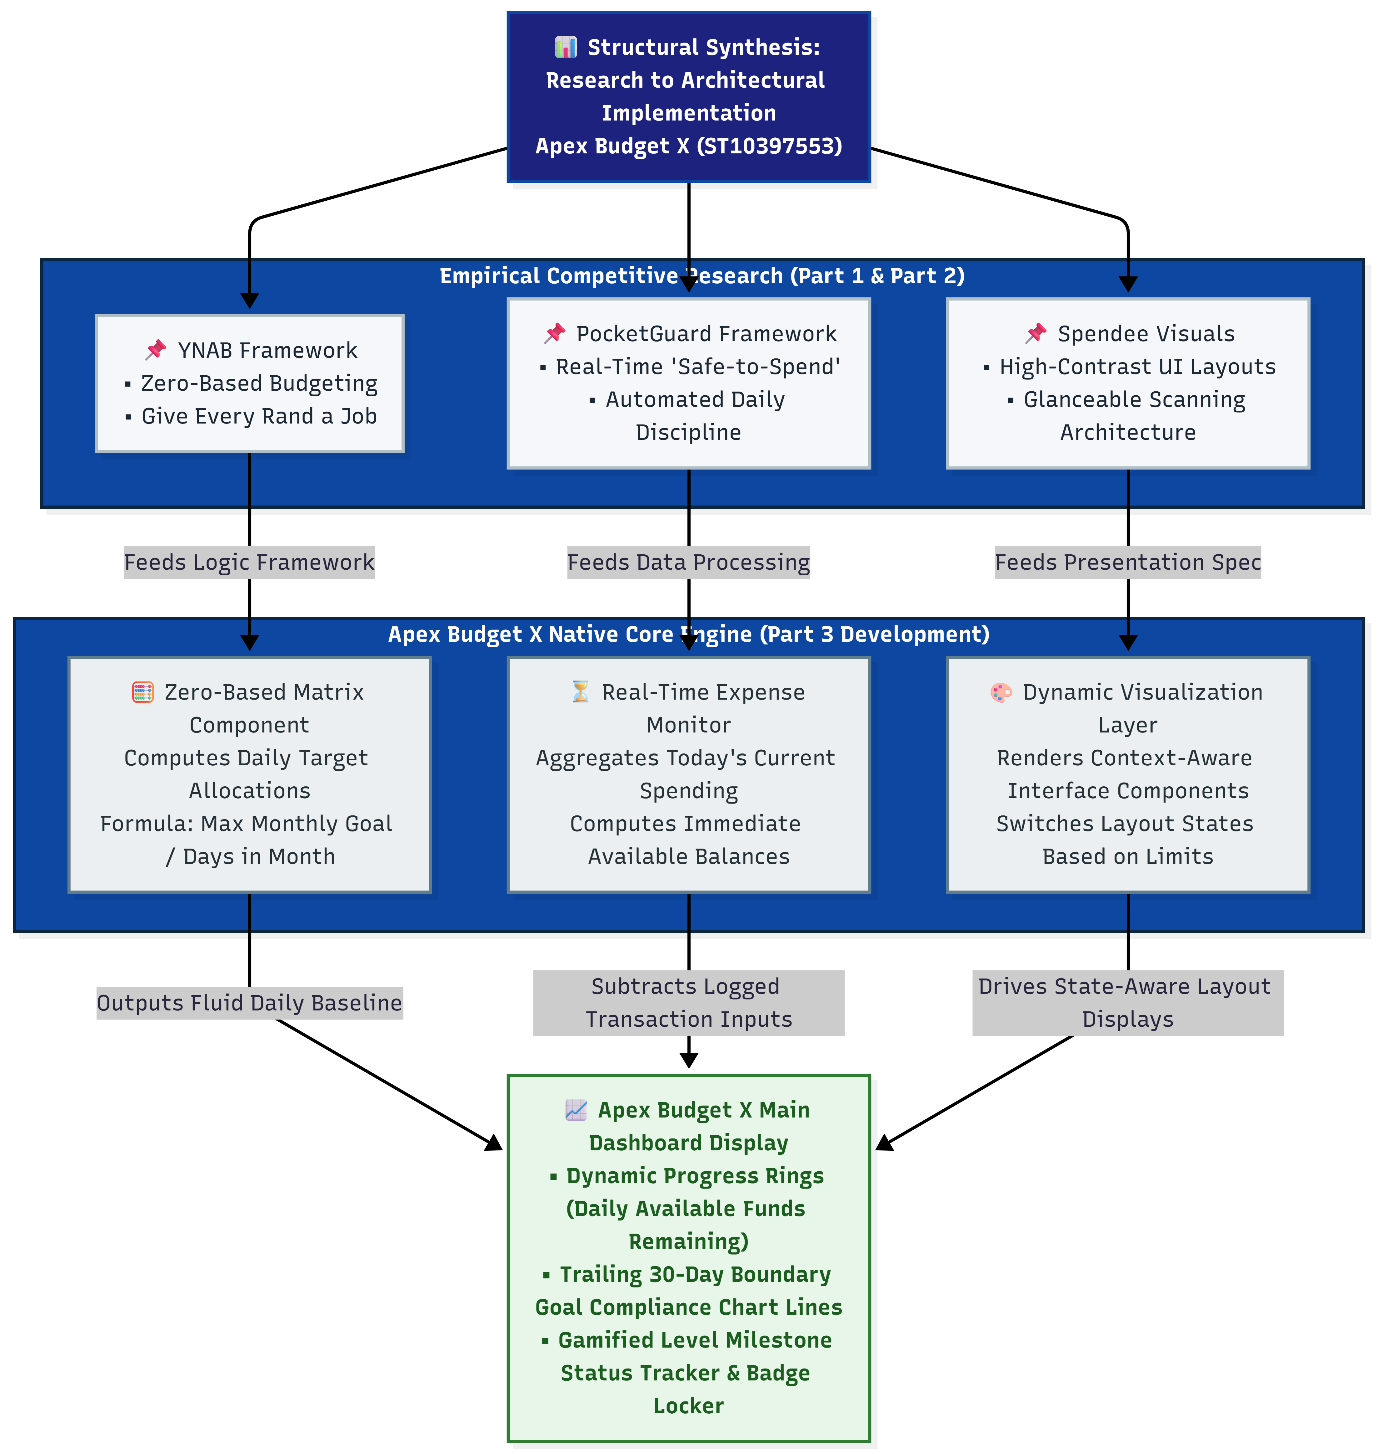 📊 Structural Synthesis:
Research to Architectural
Implementation
Apex Budget X (ST10397553)
Empirical Competitive Research (Part 1 & Part 2)
📌 YNAB Framework
▪ Zero-Based Budgeting
▪ Give Every Rand a Job
📌 PocketGuard Framework
▪ Real-Time 'Safe-to-Spend'
▪ Automated Daily
Discipline
📌 Spendee Visuals
▪ High-Contrast UI Layouts
▪ Glanceable Scanning
Architecture
Feeds Logic Framework
Feeds Data Processing
Feeds Presentation Spec
Apex Budget X Native Core Engine (Part 3 Development)
🧮 Zero-Based Matrix
Component
Computes Daily Target
Allocations
Formula: Max Monthly Goal
/ Days in Month
⏳ Real-Time Expense
Monitor
Aggregates Today's Current
Spending
Computes Immediate
Available Balances
🎨 Dynamic Visualization
Layer
Renders Context-Aware
Interface Components
Switches Layout States
Based on Limits
Outputs Fluid Daily Baseline
Subtracts Logged
Transaction Inputs
Drives State-Aware Layout
Displays
📈 Apex Budget X Main
Dashboard Display
▪ Dynamic Progress Rings
(Daily Available Funds
Remaining)
▪ Trailing 30-Day Boundary
Goal Compliance Chart Lines
▪ Gamified Level Milestone
Status Tracker & Badge
Locker